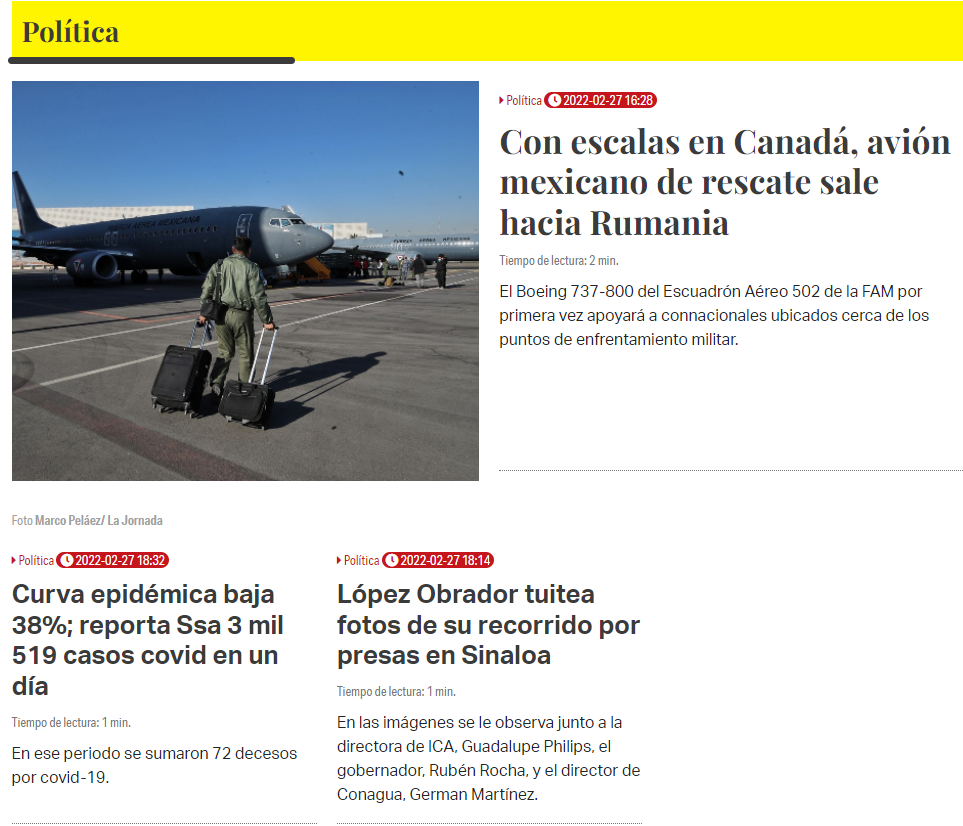 Política
Política 2022-02-27 16:28
Con escalas en Canadá, avión
mexicano de rescate sale
hacia Rumania
Tiempo de lectura: 2 min.
El Boeing 737-800 del Escuadrón Aéreo 502 de la FAM por
primera vez apoyará a connacionales ubicados cerca de los
puntos de enfrentamiento militar.
FUERZA AÉREA MEXICANA
Foto Marco Peláez/ La Jornada
Política 2022-02-27 18:32
Curva epidémica baja
38%; reporta Ssa 3 mil
519 casos covid en un
día
Tiempo de lectura: 1 min.
En ese periodo se sumaron 72 decesos
por covid-19.
Política 2022-02-27 18:14
López Obrador tuitea
fotos de su recorrido por
presas en Sinaloa
Tiempo de lectura: 1 min.
En las imágenes se le observa junto a la
directora de ICA, Guadalupe Philips, el
gobernador, Rubén Rocha, y el director de
Conagua, German Martínez.